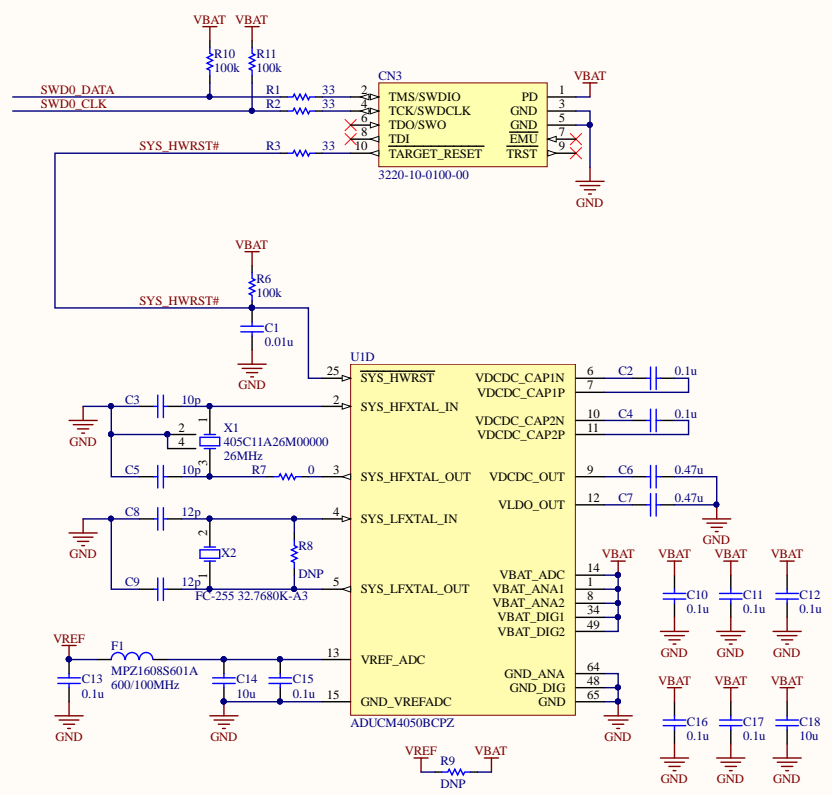 VBAT VBAT
R10 R11
100k 100k
CN3
VBAT
SWD0_DATA R1 33 2 TMS/SWDIO PD 1
SWD0_CLK R2 33 4 TCK/SWDCLK GND 3
6 TDO/SWO GND 5
8 TDI EMU 7
SYS_HWRST# R3 33 10 TARGET_RESET TRST 9
3220-10-0100-00
GND
VBAT
R6
100k
SYS_HWRST#
C1
0.01u
GND
U1D
25 SYS_HWRST VDCDC_CAP1N 6 C2 0.1u
VDCDC_CAP1P 7
C3 10p 2 SYS_HFXTAL_IN
1
VDCDC_CAP2N 10 C4 0.1u
VDCDC_CAP2P 11
GND
2 X1
4 405C11A26M00000
26MHz
3
C5 10p R7 0 3 SYS_HFXTAL_OUT VDCDC_OUT 9 C6 0.47u
VLDO_OUT 12 C7 0.47u
C8 12p 4 SYS_LFXTAL_IN
GND
GND
2
X2
R8
DNP
1
VBAT VBAT VBAT VBAT
VBAT_ADC 14
C9 12p 5 SYS_LFXTAL_OUT VBAT_ANA1 1
FC-255 32.7680K-A3
VBAT_ANA2 8
VBAT_DIG1 34
VBAT_DIG2 49
C10 C11 C12
0.1u 0.1u 0.1u
GND GND GND
VREF F1
MPZ1608S601A
600/100MHz
13 VREF_ADC
GND_ANA 64
GND_DIG 48
GND 65
C13 C14 C15
0.1u 10u 0.1u
15 GND_VREFADC
GND GND GND
ADUCM4050BCPZ
VBAT VBAT VBAT
C16 C17 C18
0.1u 0.1u 10u
GND GND GND
VREF R9 VBAT
DNP